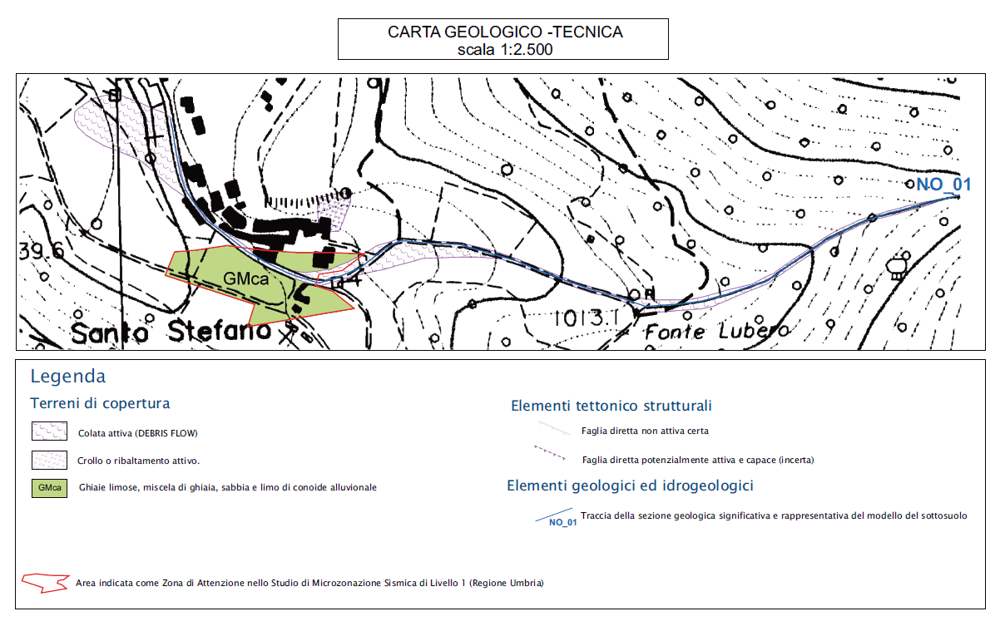 CARTA GEOLOGICO -TECNICA
scala 1:2.500
NO_01
39.6
GMca
1013.1
Santo Stefano
Fonte Lubero
Legenda
Terreni di copertura
Colata attiva (DEBRIS FLOW)
Crollo o ribaltamento attivo.
GMca Ghiaie limose, miscela di ghiaia, sabbia e limo di conoide alluvionale
Elementi tettonico strutturali
Faglia diretta non attiva certa
Faglia diretta potenzialmente attiva e capace (incerta)
Elementi geologici ed idrogeologici
NO_01 Traccia della sezione geologica significativa e rappresentativa del modello del sottosuolo
Area indicata come Zona di Attenzione nello Studio di Microzonazione Sismica di Livello 1 (Regione Umbria)